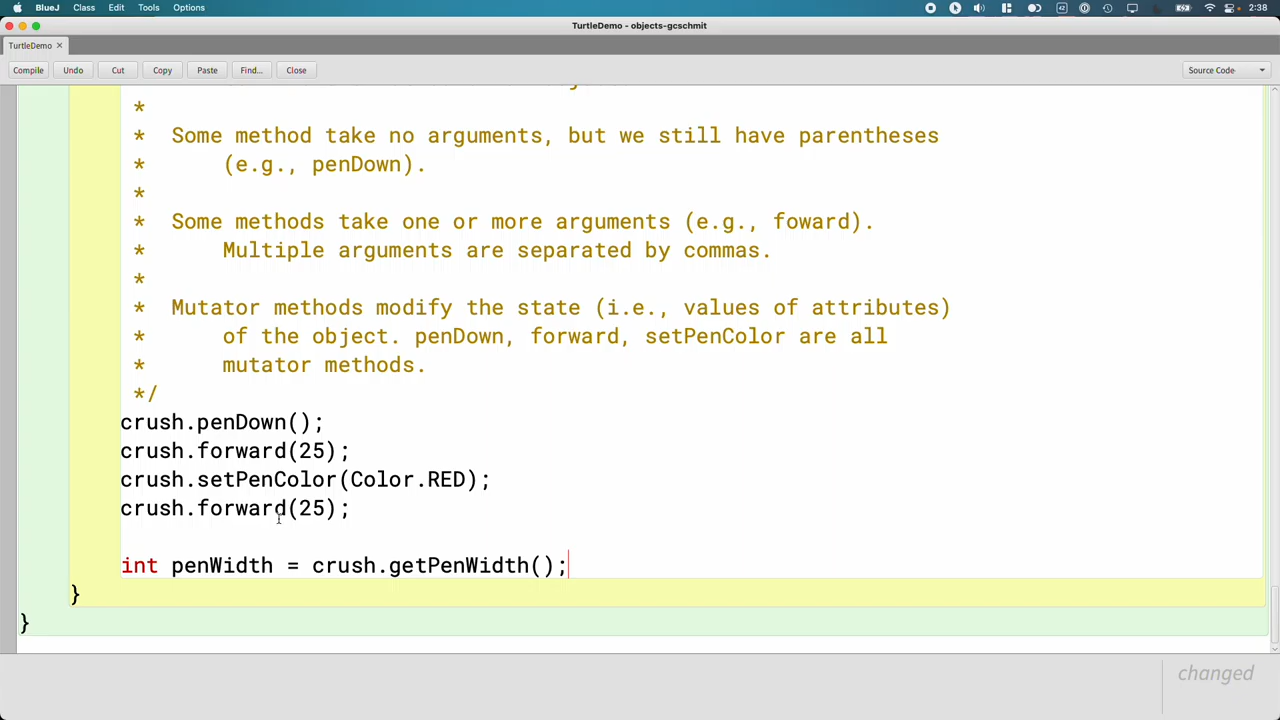 BlueJ Class Edit Tools Options 2:38
TurtleDemo - objects-gcschmit
TurtleDemo
Compile Undo Cut Copy Paste Find... Close Source Code
*
* Some method take no arguments, but we still have parentheses
* (e.g., penDown).
*
* Some methods take one or more arguments (e.g., foward).
* Multiple arguments are separated by commas.
*
* Mutator methods modify the state (i.e., values of attributes)
* of the object. penDown, forward, setPenColor are all
* mutator methods.
*/
crush.penDown();
crush.forward(25);
crush.setPenColor(Color.RED);
crush.forward(25);
int penWidth = crush.getPenWidth();
}
}
changed